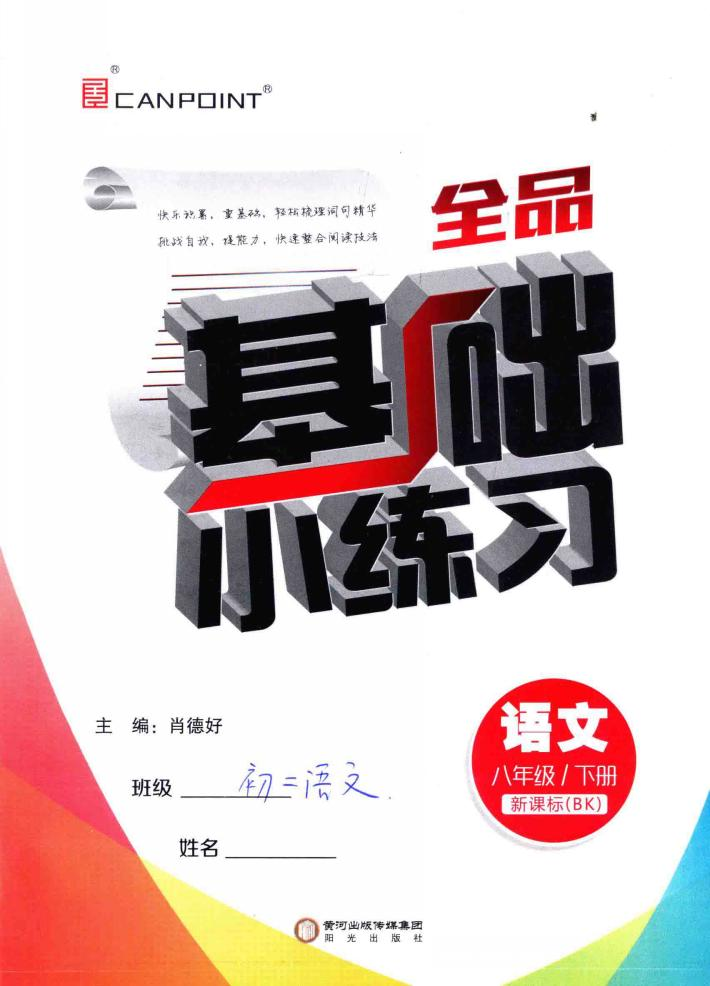 CANPOINT®
快乐积累，重基础，轻松梳理词句精华
挑战自我，提能力，快速整合阅读技法
全品
基础
小练习
语文
八年级/下册
新课标(BK)
主 编：肖德好
班级 初二语文
姓名
黄河出版传媒集团
阳光出版社